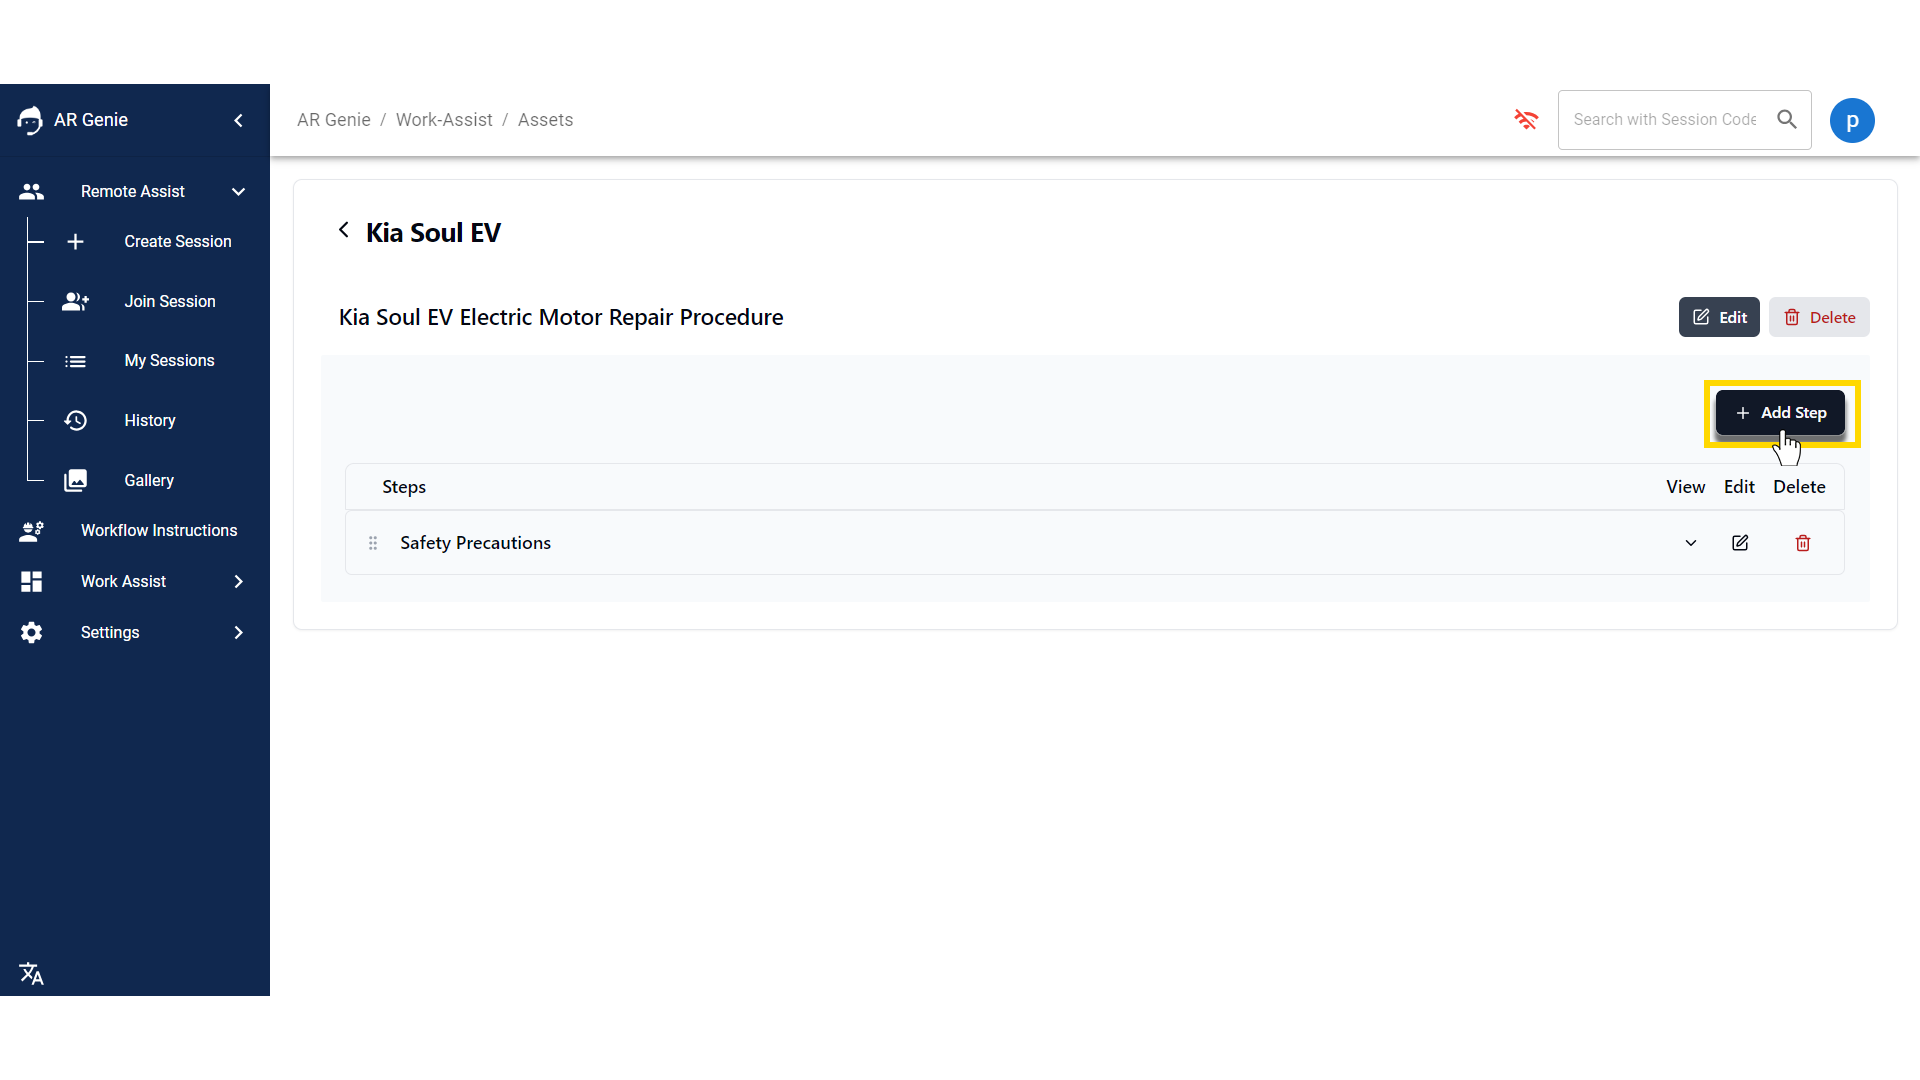 AR Genie
Remote Assist
Create Session
Join Session
My Sessions
History
Gallery
Workflow Instructions
Work Assist
Settings
AR Genie / Work-Assist / Assets
Search with Session Code
p
Kia Soul EV
Kia Soul EV Electric Motor Repair Procedure
Edit
Delete
+ Add Step
Steps View Edit Delete
Safety Precautions